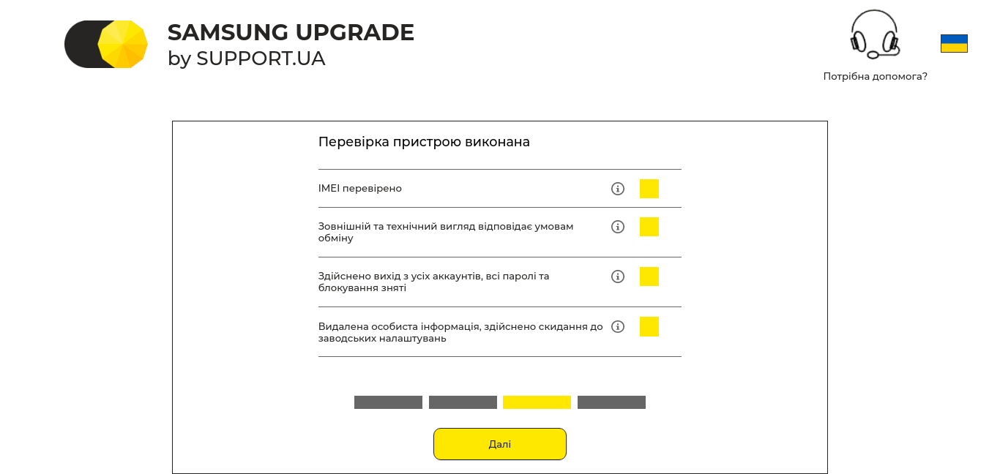 SAMSUNG UPGRADE
by SUPPORT.UA
Потрібна допомога?
Перевірка пристрою виконана
IMEI перевірено
Зовнішній та технічний вигляд відповідає умовам
обміну
Здійснено вихід з усіх аккаунтів, всі паролі та
блокування зняті
Видалена особиста інформація, здійснено скидання до
заводських налаштувань
Далі